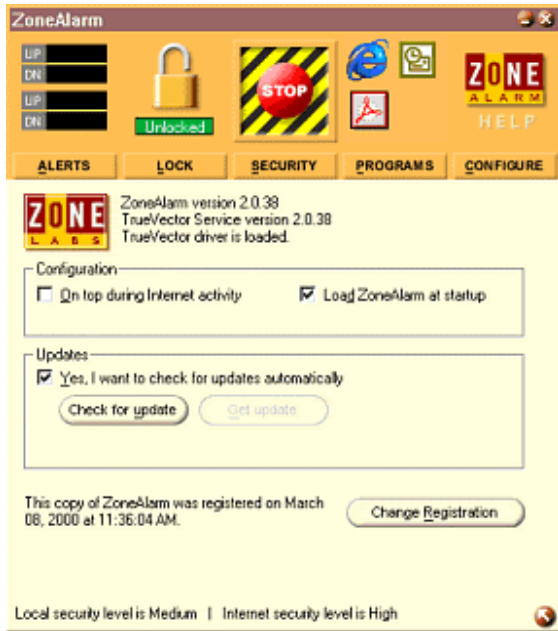 ZoneAlarm
UP
DN
UP
DN
Unlocked
STOP
ZONE
ALARM
HELP
ALERTS
LOCK
SECURITY
PROGRAMS
CONFIGURE
ZONE
LABS
ZoneAlarm version 2.0.38
TrueVector Service version 2.0.38
TrueVector driver is loaded.
Configuration
On top during Internet activity
Load ZoneAlarm at startup
Updates
Yes, I want to check for updates automatically
Check for update
Get update
This copy of ZoneAlarm was registered on March
08, 2000 at 11:36:04 AM.
Change Registration
Local security level is Medium | Internet security level is High